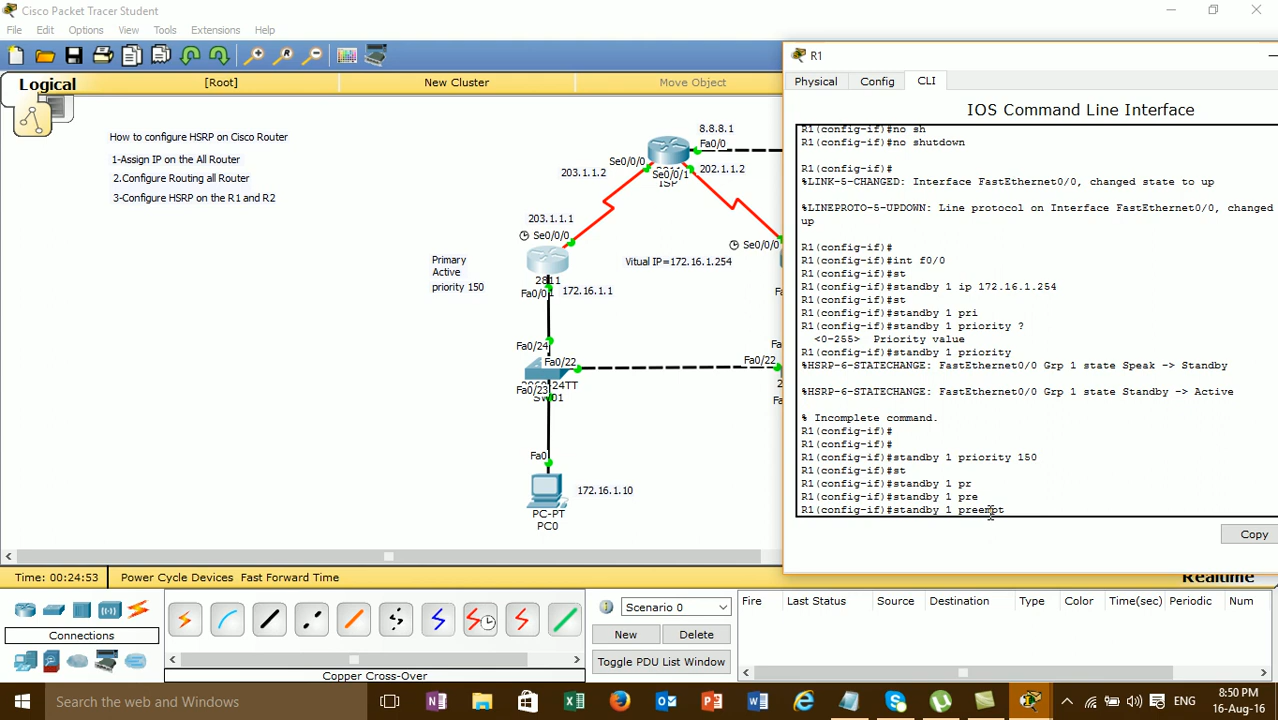 Cisco Packet Tracer Student
File Edit Options View Tools Extensions Help
Logical [Root] New Cluster Move Object
How to configure HSRP on Cisco Router
1-Assign IP on the All Router
2.Configure Routing all Router
3-Configure HSRP on the R1 and R2
8.8.8.1
Fa0/0
Se0/0/0
203.1.1.2
Se0/0/1
202.1.1.2
ISP
203.1.1.1
Se0/0/0
Se0/0/0
Primary
Active
priority 150
Vitual IP=172.16.1.254
2811
Fa0/0
172.16.1.1
Fa0/24
Fa0/22
Fa0/22
Fa0/23
SW01
Fa0
172.16.1.10
PC-PT
PC0
R1
Physical Config CLI
IOS Command Line Interface
R1(config-if)#no sh
R1(config-if)#no shutdown
R1(config-if)#
%LINK-5-CHANGED: Interface FastEthernet0/0, changed state to up
%LINEPROTO-5-UPDOWN: Line protocol on Interface FastEthernet0/0, changed
up
R1(config-if)#
R1(config-if)#int f0/0
R1(config-if)#st
R1(config-if)#standby 1 ip 172.16.1.254
R1(config-if)#st
R1(config-if)#standby 1 pri
R1(config-if)#standby 1 priority ?
<0-255> Priority value
R1(config-if)#standby 1 priority
%HSRP-6-STATECHANGE: FastEthernet0/0 Grp 1 state Speak -> Standby
%HSRP-6-STATECHANGE: FastEthernet0/0 Grp 1 state Standby -> Active
% Incomplete command.
R1(config-if)#
R1(config-if)#
R1(config-if)#standby 1 priority 150
R1(config-if)#st
R1(config-if)#standby 1 pr
R1(config-if)#standby 1 pre
R1(config-if)#standby 1 preempt
Copy
Time: 00:24:53 Power Cycle Devices Fast Forward Time
Realtime
Connections
Copper Cross-Over
Scenario 0
New Delete
Toggle PDU List Window
Fire Last Status Source Destination Type Color Time(sec) Periodic Num
Search the web and Windows
ENG
8:50 PM
16-Aug-16